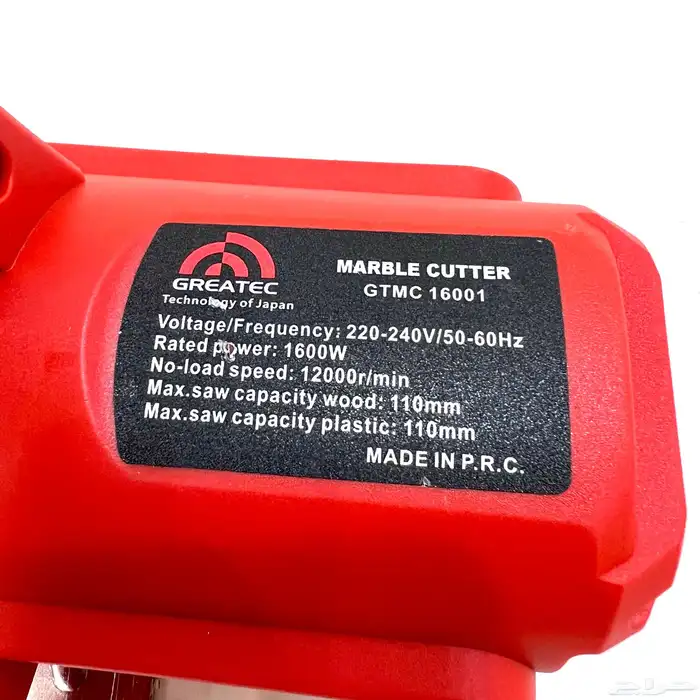 GREATEC
Technology of Japan
MARBLE CUTTER
GTMC 16001
Voltage/Frequency: 220-240V/50-60Hz
Rated power: 1600W
No-load speed: 12000r/min
Max.saw capacity wood: 110mm
Max.saw capacity plastic: 110mm
MADE IN P.R.C.
حراج